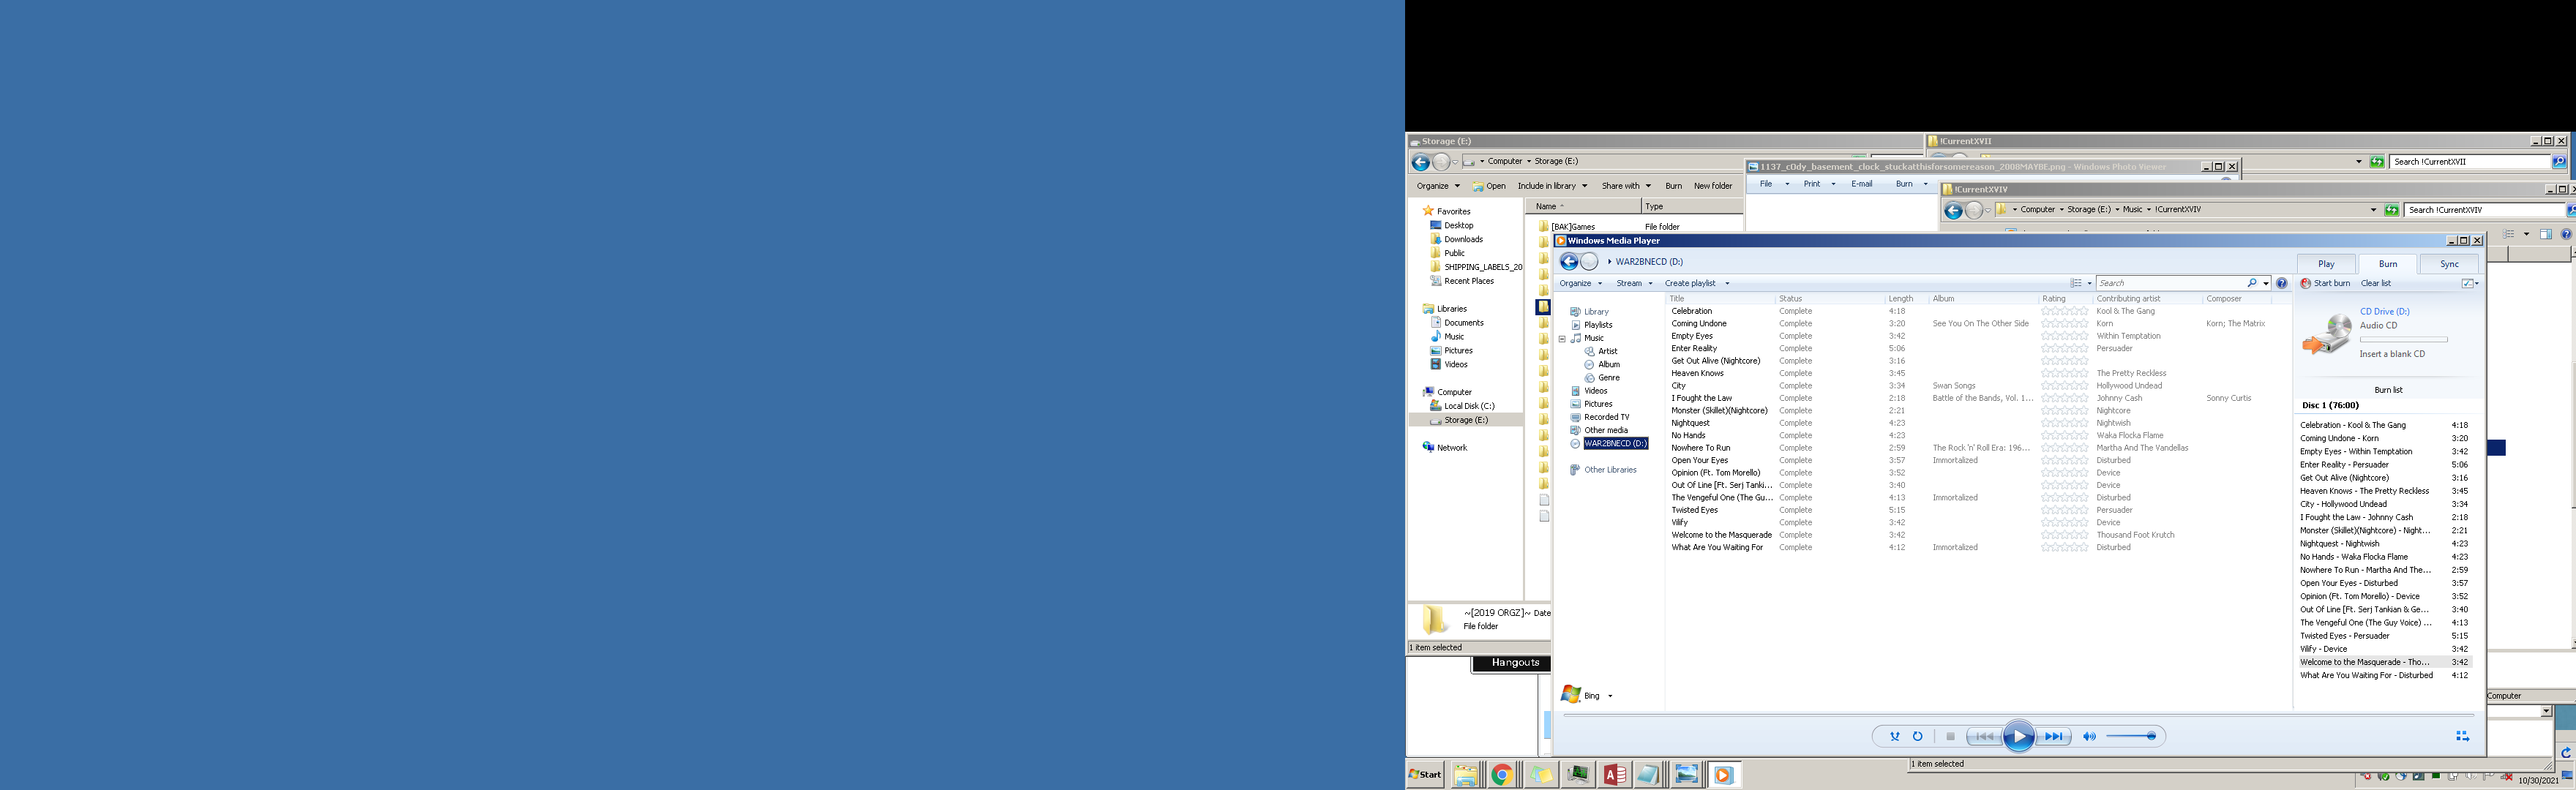 Storage (E:)
!CurrentXVII
Computer Storage (E:)
Search !CurrentXVII
1137_c0dy_basement_clock_stuckatthisforsomereason_2008MAYBE.png - Windows Photo Viewer
Organize Open Include in library Share with Burn New folder
File Print E-mail Burn
!CurrentXVIV
Computer Storage (E:) Music !CurrentXVIV
Search !CurrentXVIV
Name Type
[BAK]Games File folder
Favorites
Desktop
Downloads
Public
SHIPPING_LABELS_20
Recent Places
Libraries
Documents
Music
Pictures
Videos
Computer
Local Disk (C:)
Storage (E:)
Network
~[2019 ORGZ]~ Date
File folder
1 item selected
Hangouts
Windows Media Player
WAR2BNECD (D:)
Play Burn Sync
Organize Stream Create playlist
Search
Start burn Clear list
Library
Playlists
Music
Artist
Album
Genre
Videos
Pictures
Recorded TV
Other media
WAR2BNECD (D:)
Other Libraries
Bing
Title Status Length Album Rating Contributing artist Composer
Celebration Complete 4:18 Kool & The Gang
Coming Undone Complete 3:20 See You On The Other Side Korn Korn; The Matrix
Empty Eyes Complete 3:42 Within Temptation
Enter Reality Complete 5:06 Persuader
Get Out Alive (Nightcore) Complete 3:16
Heaven Knows Complete 3:45 The Pretty Reckless
City Complete 3:34 Swan Songs Hollywood Undead
I Fought the Law Complete 2:18 Battle of the Bands, Vol. 1... Johnny Cash Sonny Curtis
Monster (Skillet)(Nightcore) Complete 2:21 Nightcore
Nightquest Complete 4:23 Nightwish
No Hands Complete 4:23 Waka Flocka Flame
Nowhere To Run Complete 2:59 The Rock 'n' Roll Era: 196... Martha And The Vandellas
Open Your Eyes Complete 3:57 Immortalized Disturbed
Opinion (Ft. Tom Morello) Complete 3:52 Device
Out Of Line [Ft. Serj Tanki... Complete 3:40 Device
The Vengeful One (The Gu... Complete 4:13 Immortalized Disturbed
Twisted Eyes Complete 5:15 Persuader
Vilify Complete 3:42 Device
Welcome to the Masquerade Complete 3:42 Thousand Foot Krutch
What Are You Waiting For Complete 4:12 Immortalized Disturbed
CD Drive (D:)
Audio CD
Insert a blank CD
Burn list
Disc 1 (76:00)
Celebration - Kool & The Gang 4:18
Coming Undone - Korn 3:20
Empty Eyes - Within Temptation 3:42
Enter Reality - Persuader 5:06
Get Out Alive (Nightcore) 3:16
Heaven Knows - The Pretty Reckless 3:45
City - Hollywood Undead 3:34
I Fought the Law - Johnny Cash 2:18
Monster (Skillet)(Nightcore) - Night... 2:21
Nightquest - Nightwish 4:23
No Hands - Waka Flocka Flame 4:23
Nowhere To Run - Martha And The... 2:59
Open Your Eyes - Disturbed 3:57
Opinion (Ft. Tom Morello) - Device 3:52
Out Of Line [Ft. Serj Tankian & Ge... 3:40
The Vengeful One (The Guy Voice) ... 4:13
Twisted Eyes - Persuader 5:15
Vilify - Device 3:42
Welcome to the Masquerade - Tho... 3:42
What Are You Waiting For - Disturbed 4:12
Computer
1 item selected
Start
10/30/2021